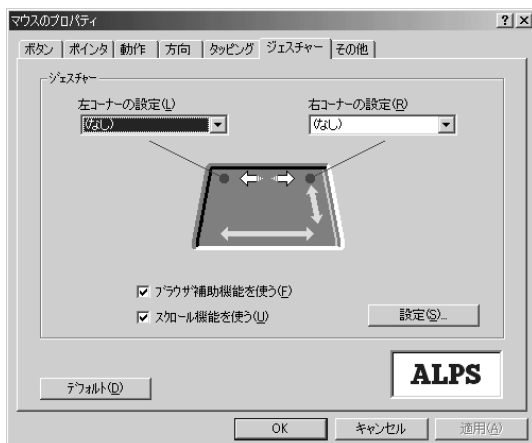 マウスのプロパティ
ボタン ポインタ 動作 方向 タッピング ジェスチャー その他
ジェスチャー
左コーナーの設定(L) 右コーナーの設定(R)
(なし) (なし)
ブラウザ補助機能を使う(F)
スクロール機能を使う(U)
設定(S)...
ALPS
デフォルト(D)
OK キャンセル 適用(A)